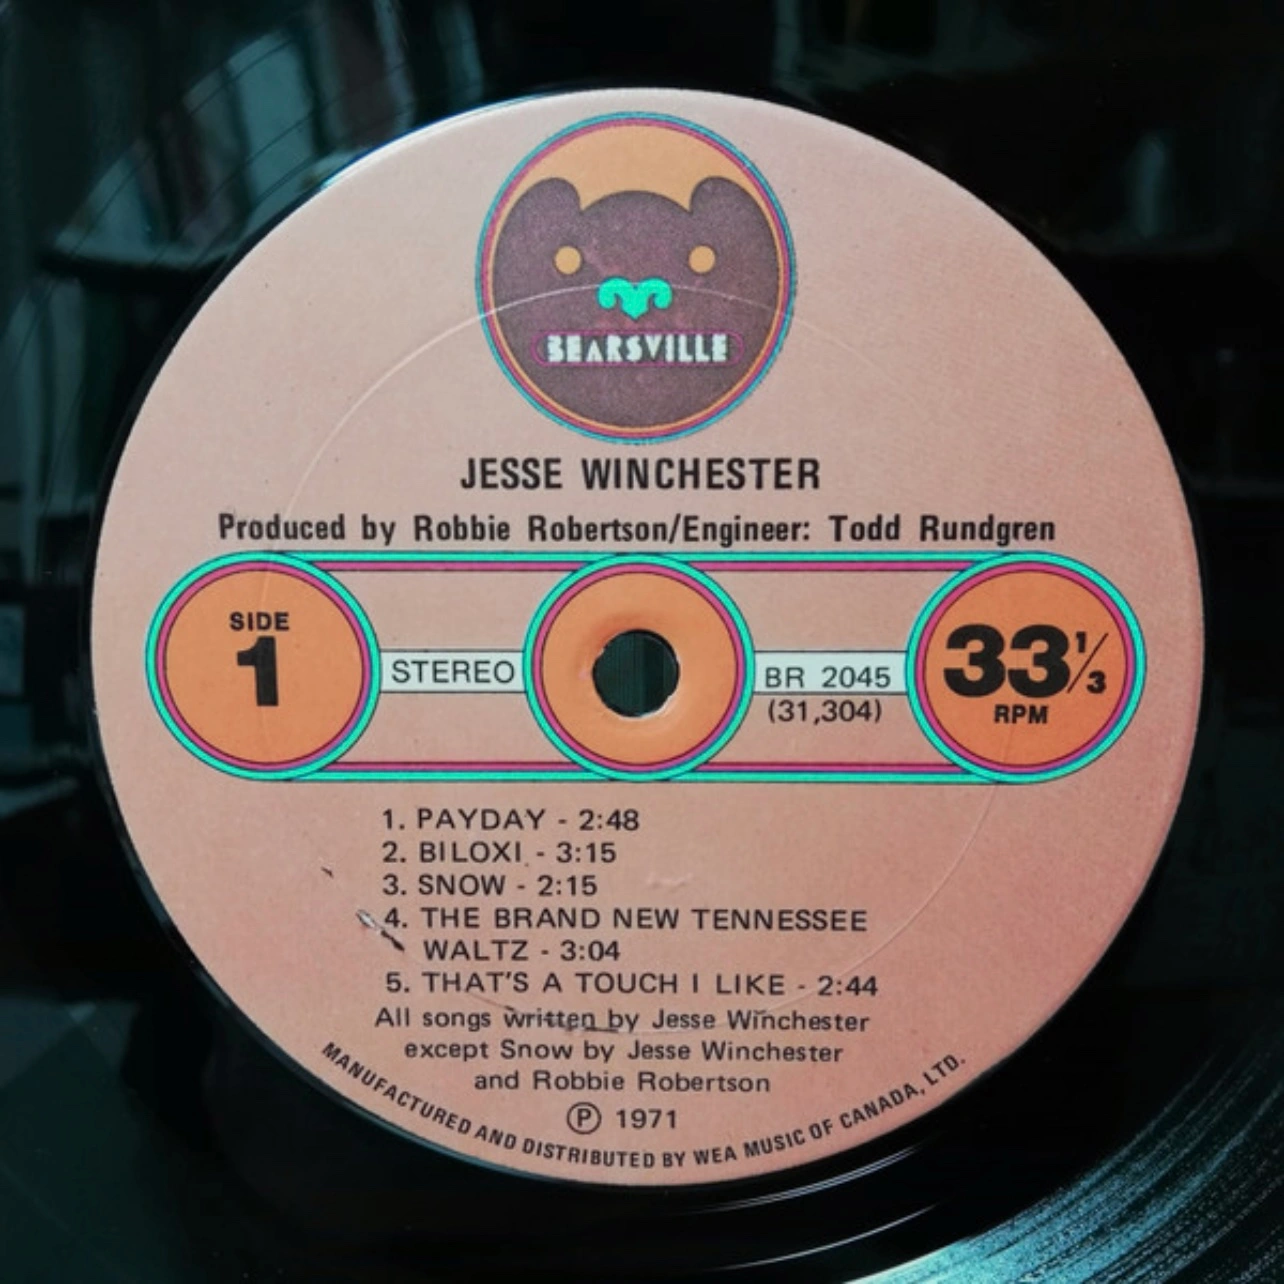 BEARSVILLE
JESSE WINCHESTER
Produced by Robbie Robertson/Engineer: Todd Rundgren
SIDE
1
STEREO
BR 2045
(31,304)
33 1/3
RPM
1. PAYDAY - 2:48
2. BILOXI - 3:15
3. SNOW - 2:15
4. THE BRAND NEW TENNESSEE
WALTZ - 3:04
5. THAT'S A TOUCH I LIKE - 2:44
All songs written by Jesse Winchester
except Snow by Jesse Winchester
and Robbie Robertson
℗ 1971
MANUFACTURED AND DISTRIBUTED BY WEA MUSIC OF CANADA, LTD.